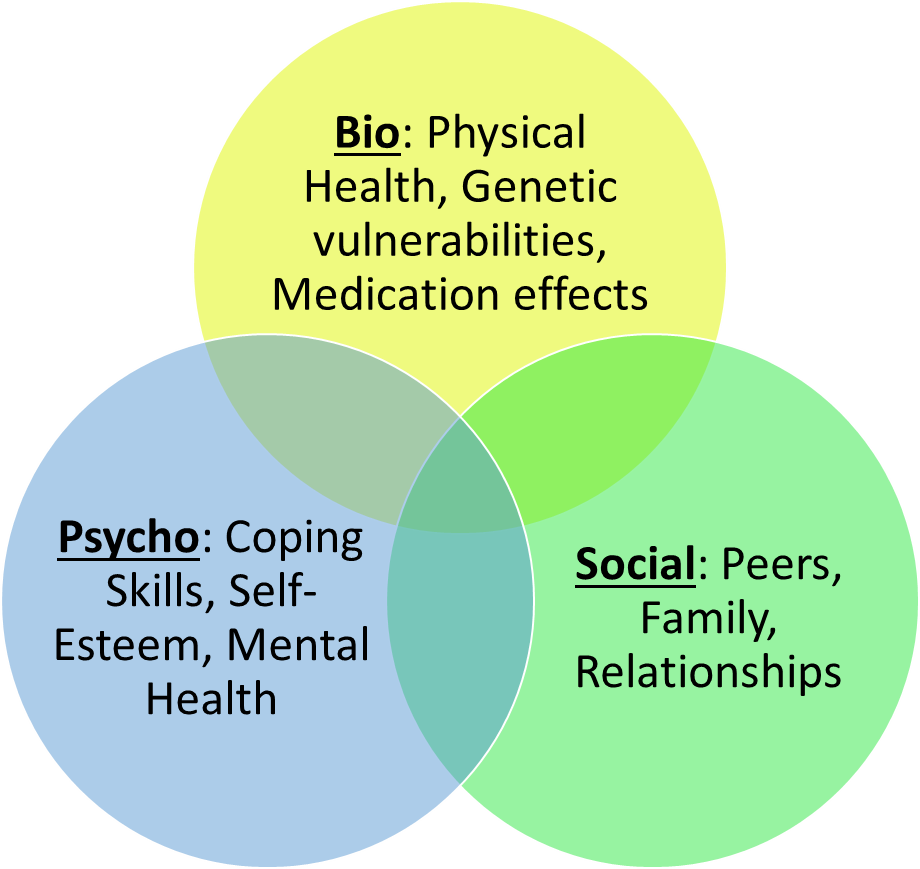 Bio: Physical
Health, Genetic
vulnerabilities,
Medication effects
Psycho: Coping
Skills, Self-
Esteem, Mental
Health
Social: Peers,
Family,
Relationships